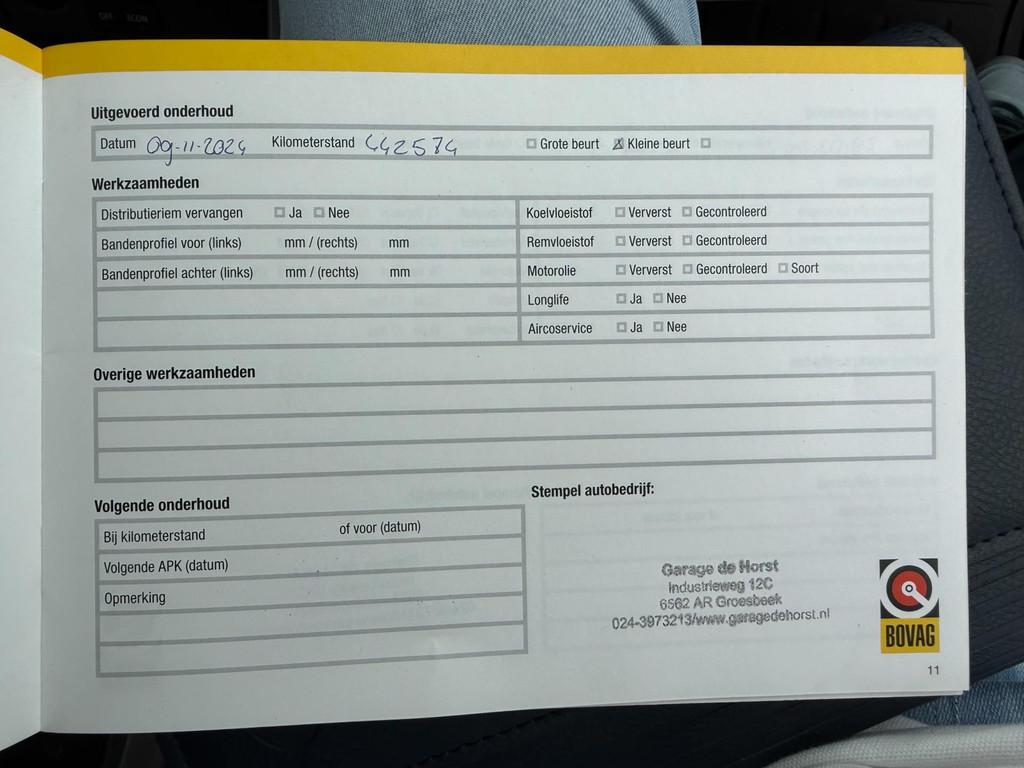 OFF ECON
Uitgevoerd onderhoud
Datum 09-11-2024 Kilometerstand 442574 Grote beurt Kleine beurt
Werkzaamheden
Distributieriem vervangen Ja Nee
Bandenprofiel voor (links) mm / (rechts) mm
Bandenprofiel achter (links) mm / (rechts) mm
Koelvloeistof Ververst Gecontroleerd
Remvloeistof Ververst Gecontroleerd
Motorolie Ververst Gecontroleerd Soort
Longlife Ja Nee
Aircoservice Ja Nee
Overige werkzaamheden
Volgende onderhoud
Bij kilometerstand of voor (datum)
Volgende APK (datum)
Opmerking
Stempel autobedrijf:
Garage de Horst
Industrieweg 12C
6562 AR Groesbeek
024-3973213/www.garagedehorst.nl
BOVAG
11